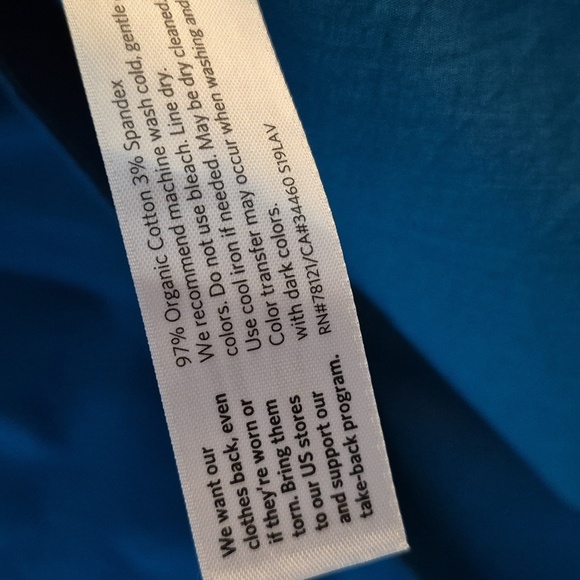 We want our
clothes back, even
if they're worn or
torn. Bring them
to our US stores
and support our
take-back program.
97% Organic Cotton 3% Spandex
We recommend machine wash cold, gentle
colors. Do not use bleach. Line dry.
Use cool iron if needed. May be dry cleaned.
Color transfer may occur when washing and
with dark colors.
RN#78121/CA#34460 S19LAV